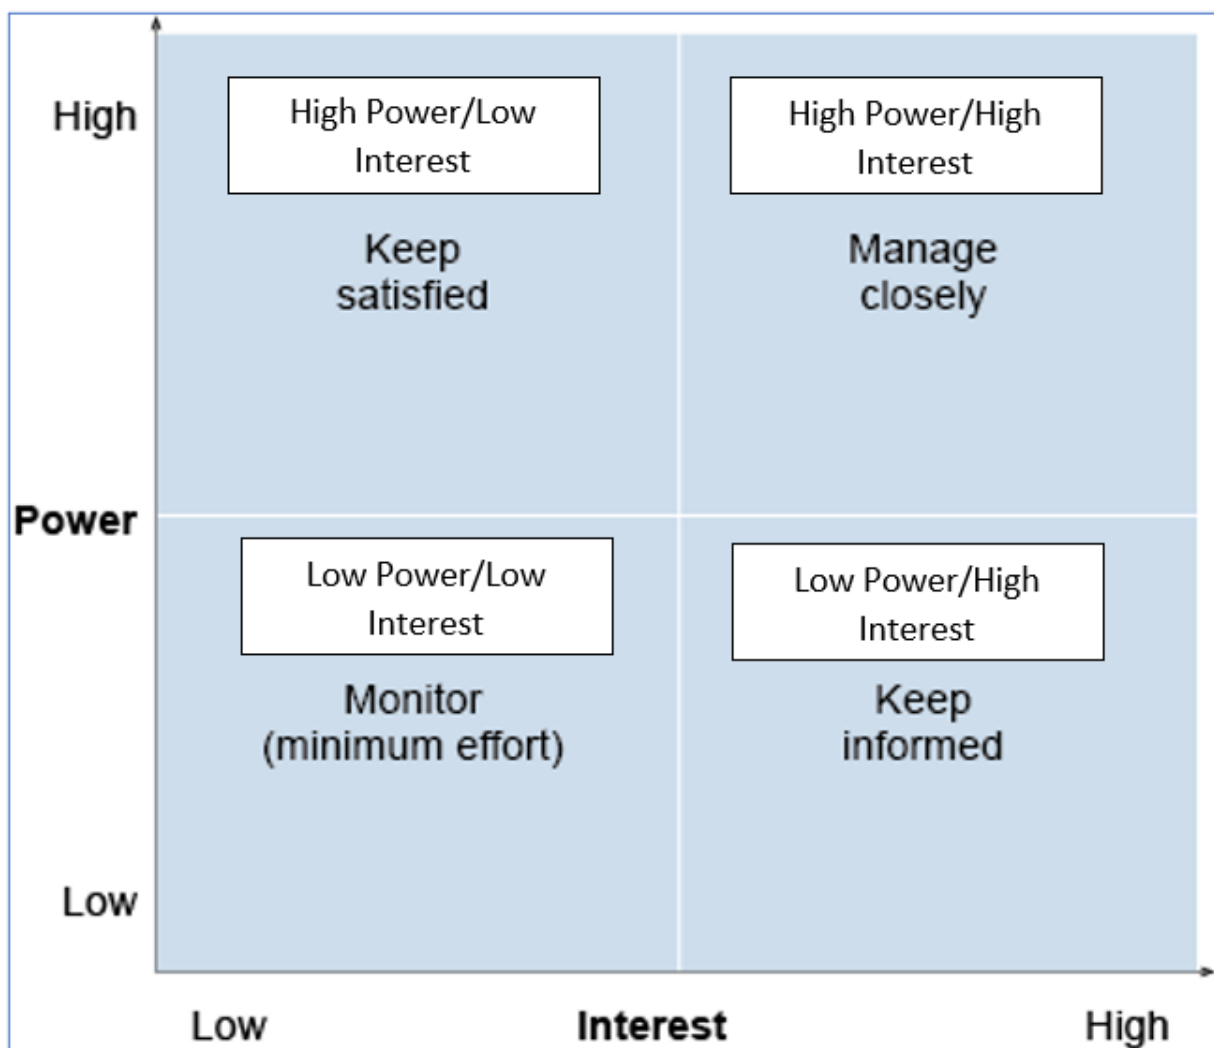 High
High Power/Low
Interest
High Power/High
Interest
Keep
satisfied
Manage
closely
Power
Low Power/Low
Interest
Low Power/High
Interest
Monitor
(minimum effort)
Keep
informed
Low
Low
Interest
High